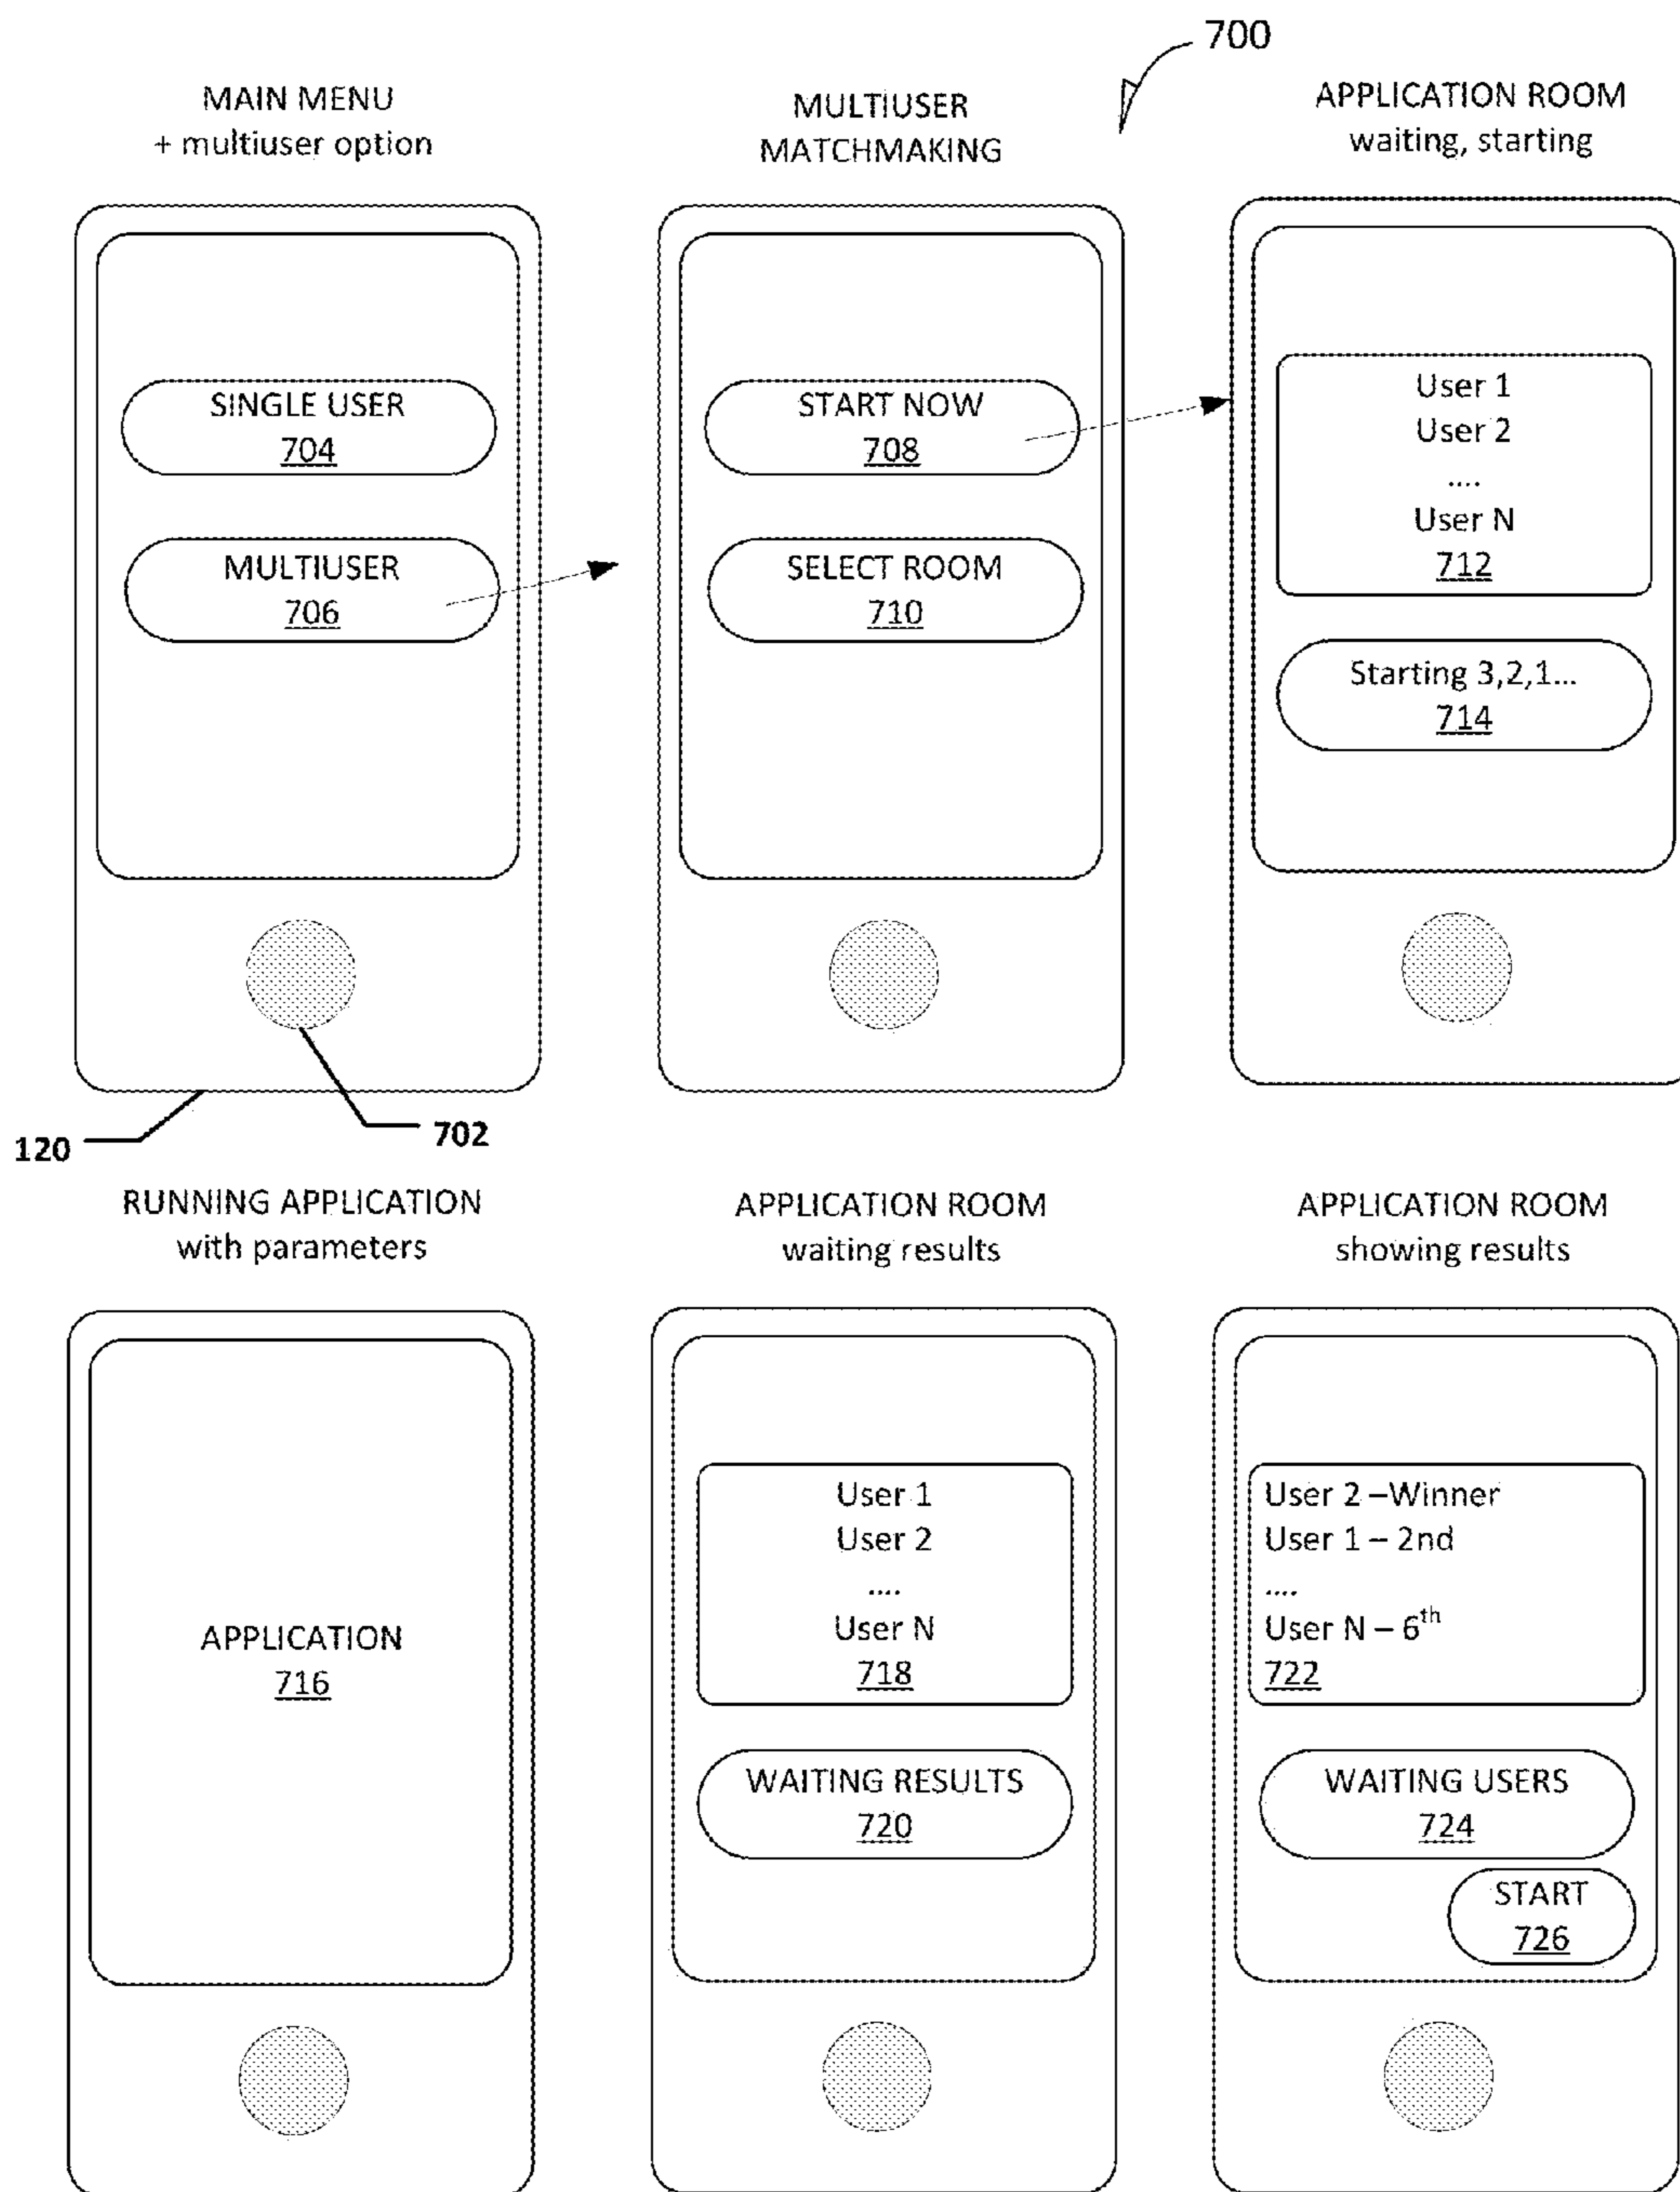 700
MAIN MENU
+ multiuser option
MULTIUSER
MATCHMAKING
APPLICATION ROOM
waiting, starting
SINGLE USER
704
MULTIUSER
706
START NOW
708
SELECT ROOM
710
User 1
User 2
....
User N
712
Starting 3,2,1...
714
120
702
RUNNING APPLICATION
with parameters
APPLICATION ROOM
waiting results
APPLICATION ROOM
showing results
APPLICATION
716
User 1
User 2
....
User N
718
WAITING RESULTS
720
User 2 –Winner
User 1 – 2nd
....
User N – 6th
722
WAITING USERS
724
START
726